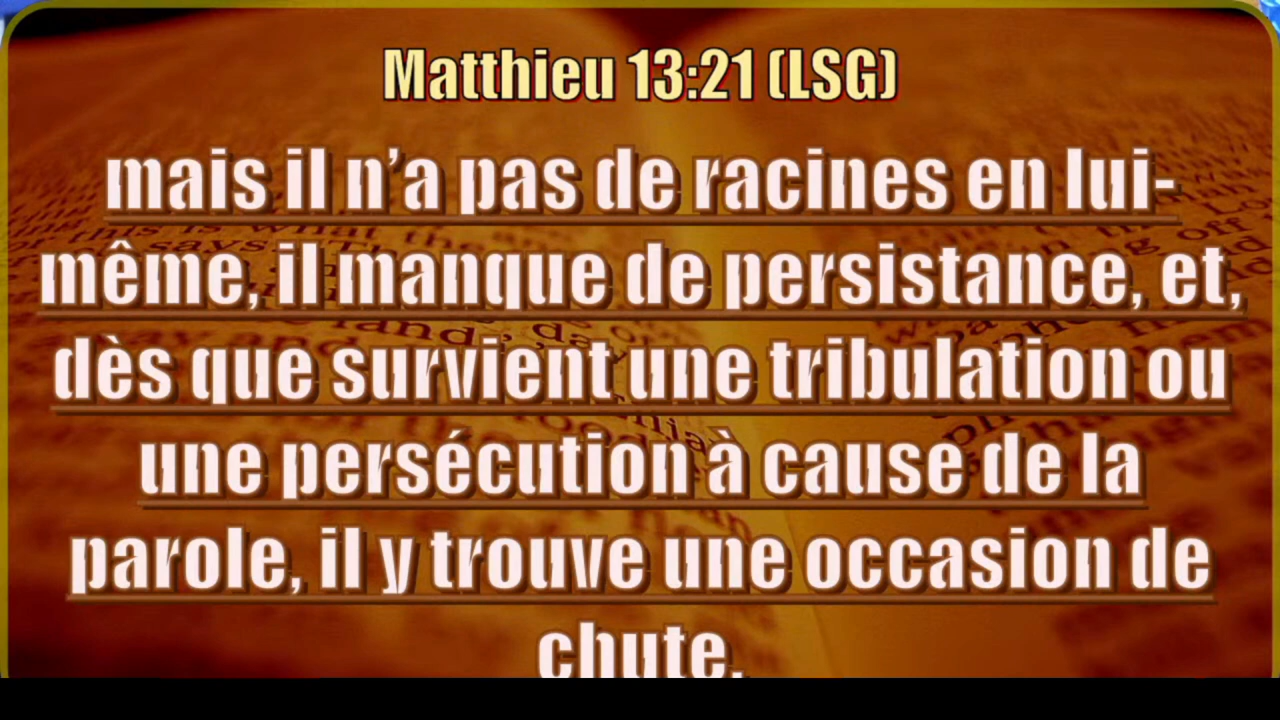 Matthieu 13:21 (LSG)
mais il n’a pas de racines en lui-
même, il manque de persistance, et,
dès que survient une tribulation ou
une persécution à cause de la
parole, il y trouve une occasion de
chute.